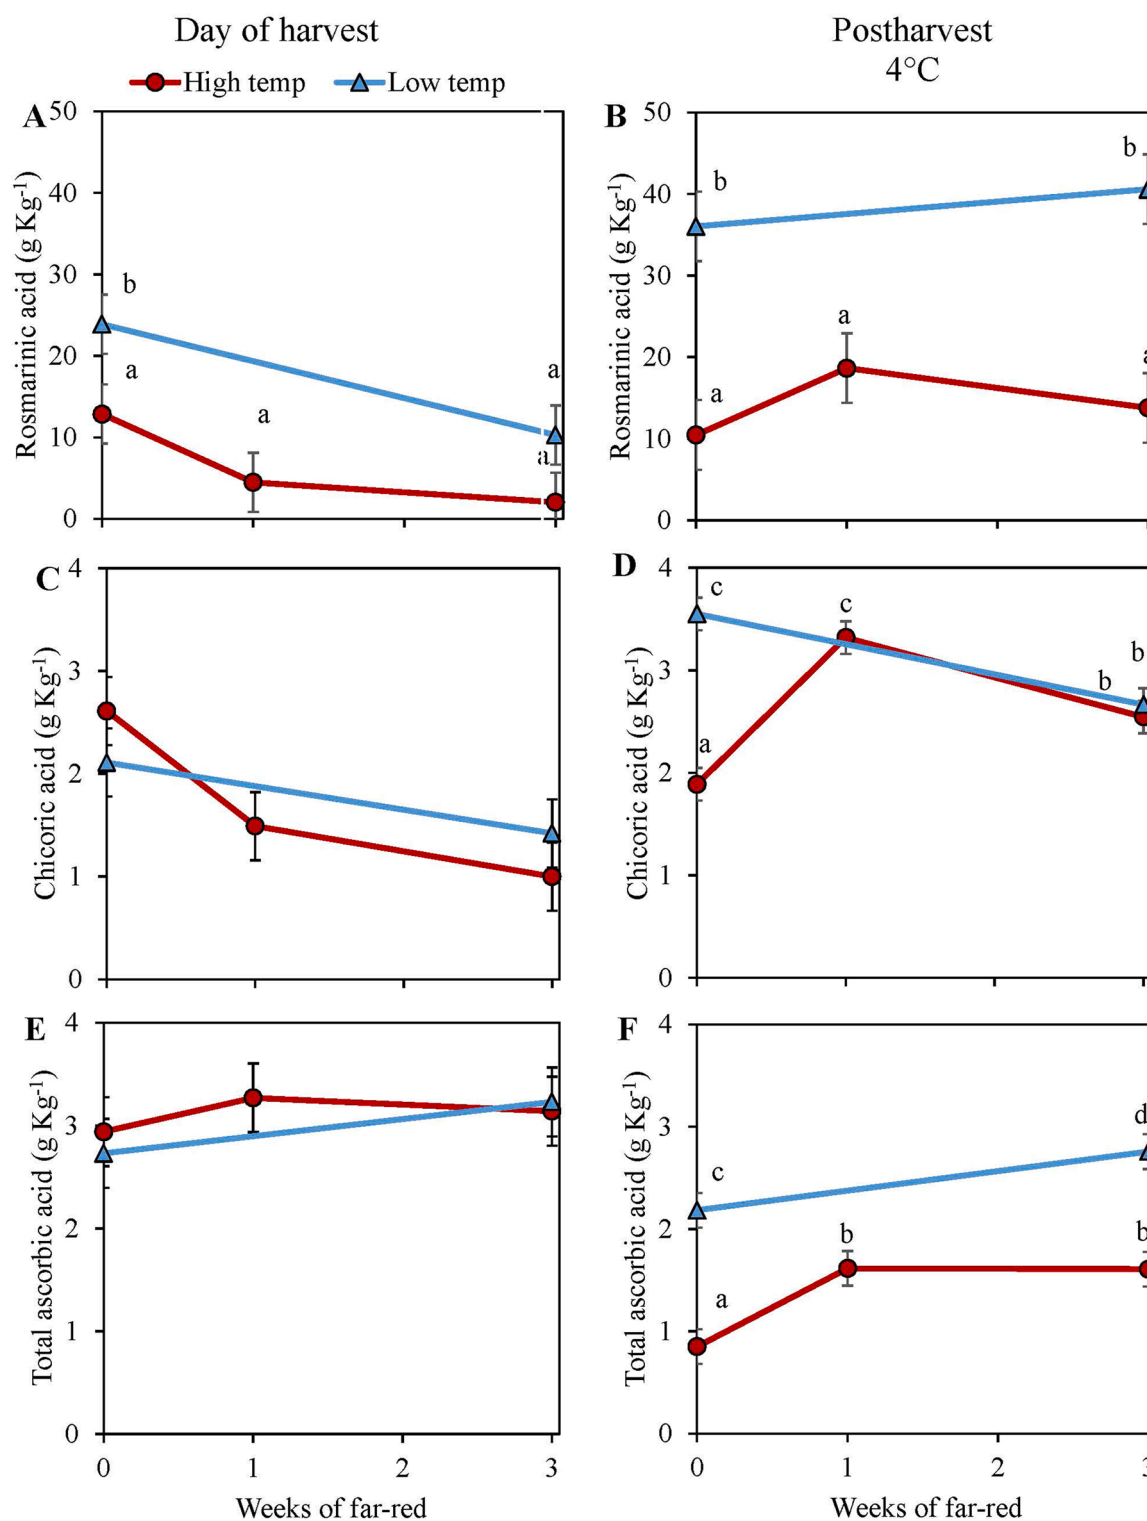 Day of harvest
Postharvest
4°C
High temp
Low temp
A
50
40
30
20
10
0
Rosmarinic acid (g Kg⁻¹)
b
a
a
a
a
B
50
40
30
20
10
0
Rosmarinic acid (g Kg⁻¹)
b
b
a
a
a
C
4
3
2
1
0
Chicoric acid (g Kg⁻¹)
D
4
3
2
1
0
Chicoric acid (g Kg⁻¹)
c
c
b
b
a
E
4
3
2
1
0
Total ascorbic acid (g Kg⁻¹)
0 1 2 3
Weeks of far-red
F
4
3
2
1
0
Total ascorbic acid (g Kg⁻¹)
d
c
b
b
a
0 1 2 3
Weeks of far-red